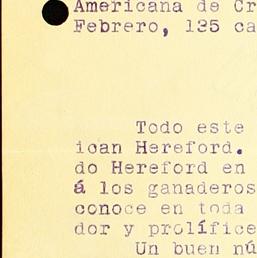 Americana de Cr
Febrero, 135 ca
Todo este
ican Hereford.
do Hereford en
á los ganaderos
conoce en toda
dor y prolífic
Un buen nú